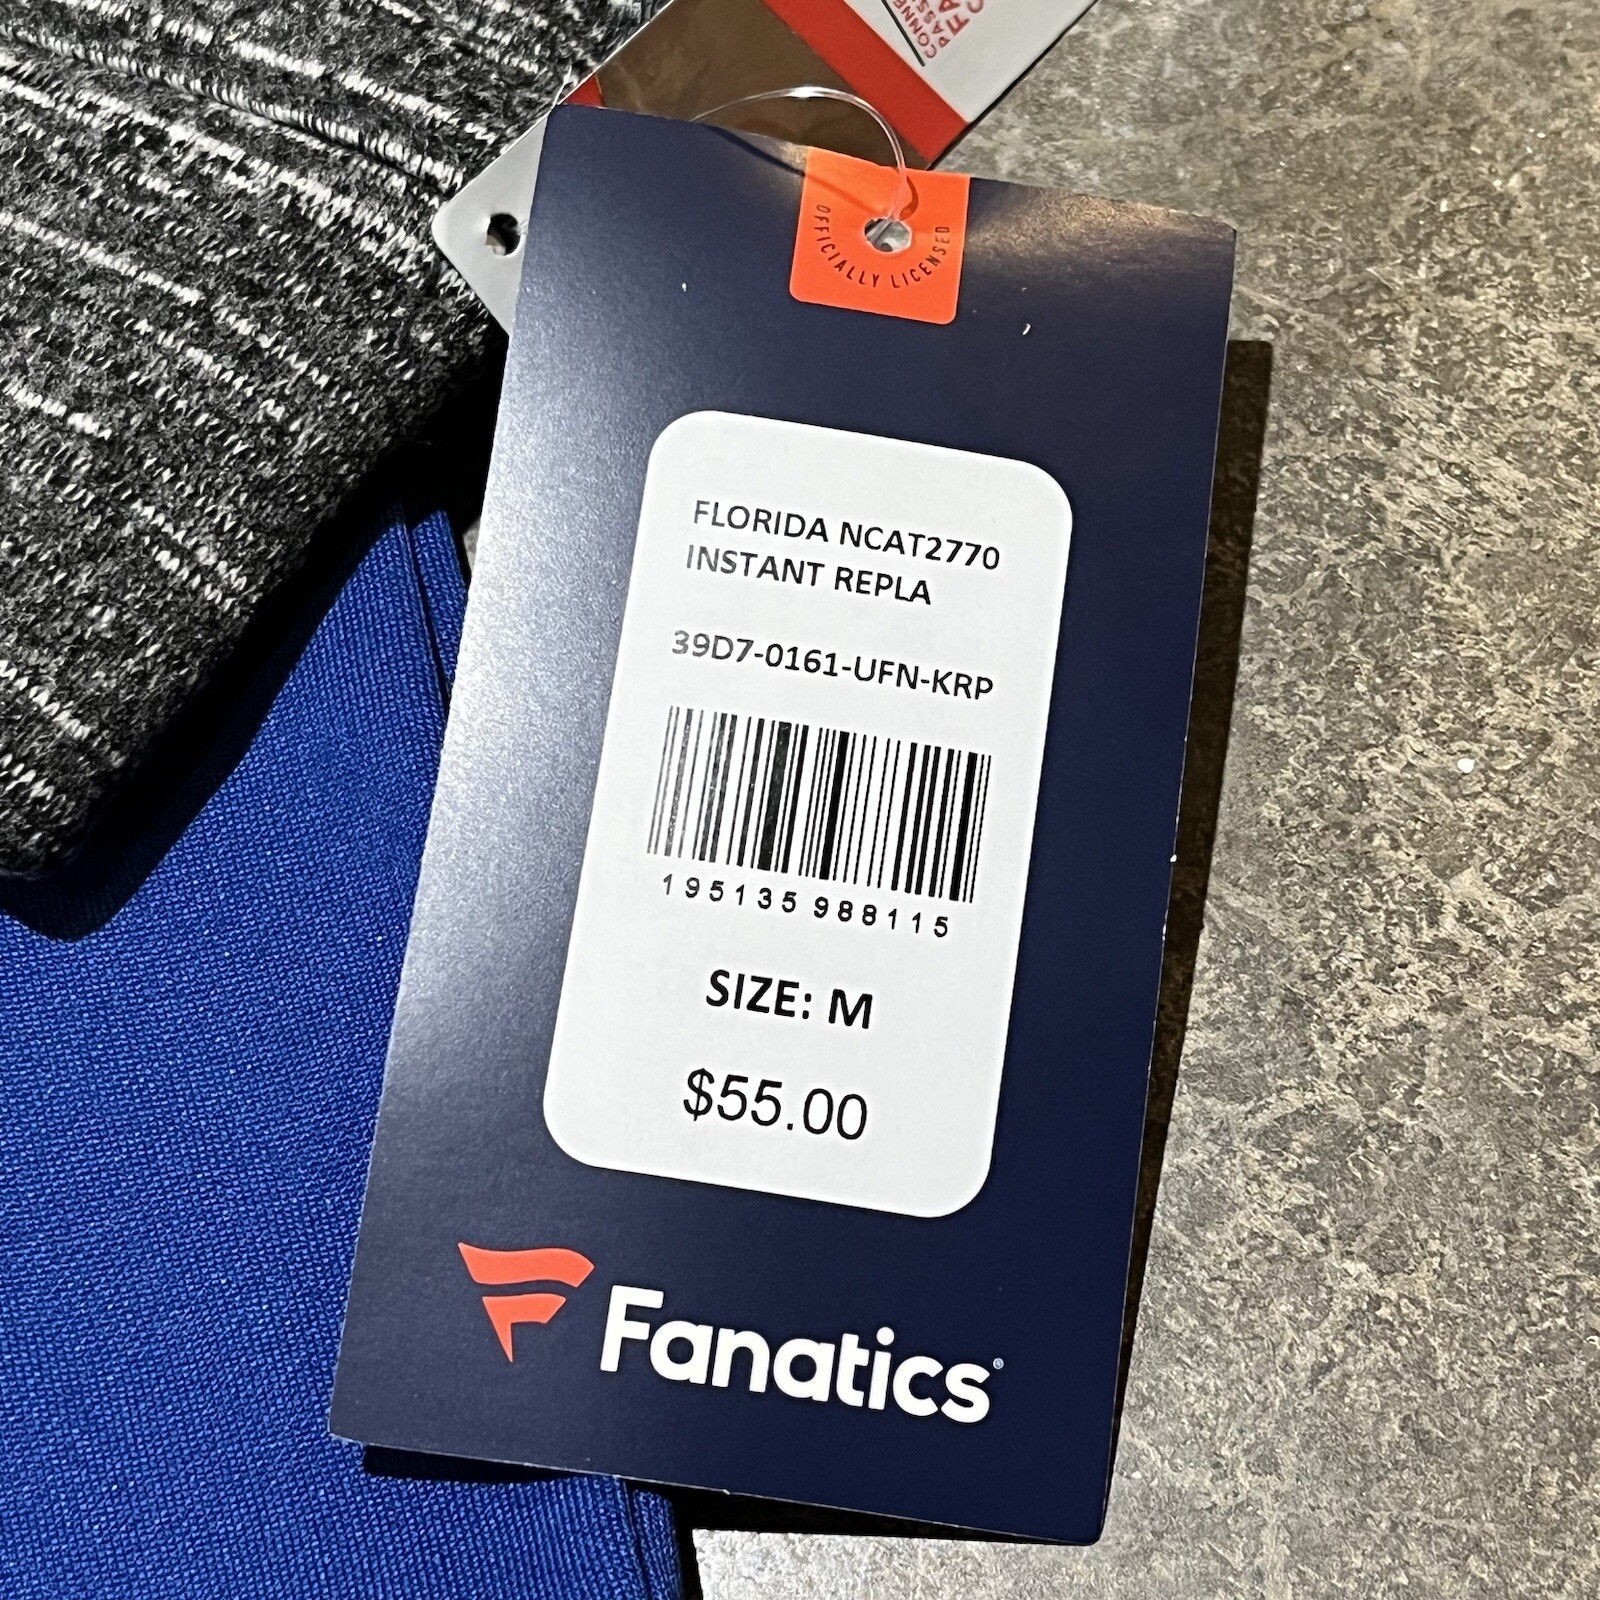 OFFICIALLY LICENSED
FLORIDA NCAT2770
INSTANT REPLA
39D7-0161-UFN-KRP
195135988115
SIZE: M
$55.00
Fanatics